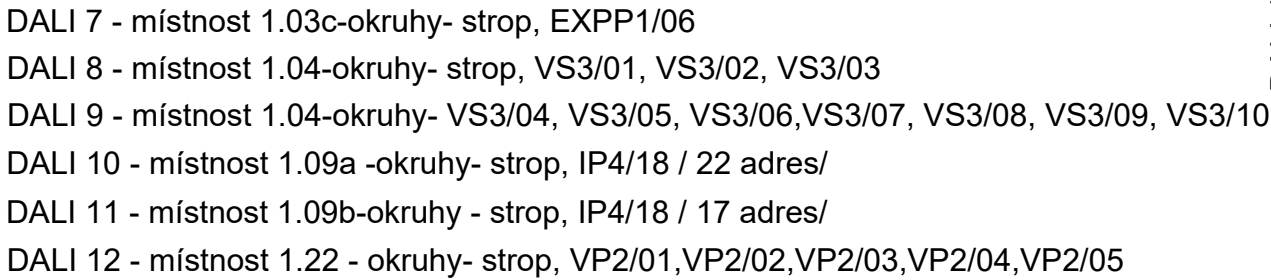 DALI 7 - místnost 1.03c-okruhy- strop, EXPP1/06
DALI 8 - místnost 1.04-okruhy- strop, VS3/01, VS3/02, VS3/03
DALI 9 - místnost 1.04-okruhy- VS3/04, VS3/05, VS3/06,VS3/07, VS3/08, VS3/09, VS3/10
DALI 10 - místnost 1.09a -okruhy- strop, IP4/18 / 22 adres/
DALI 11 - místnost 1.09b-okruhy - strop, IP4/18 / 17 adres/
DALI 12 - místnost 1.22 - okruhy- strop, VP2/01,VP2/02,VP2/03,VP2/04,VP2/05